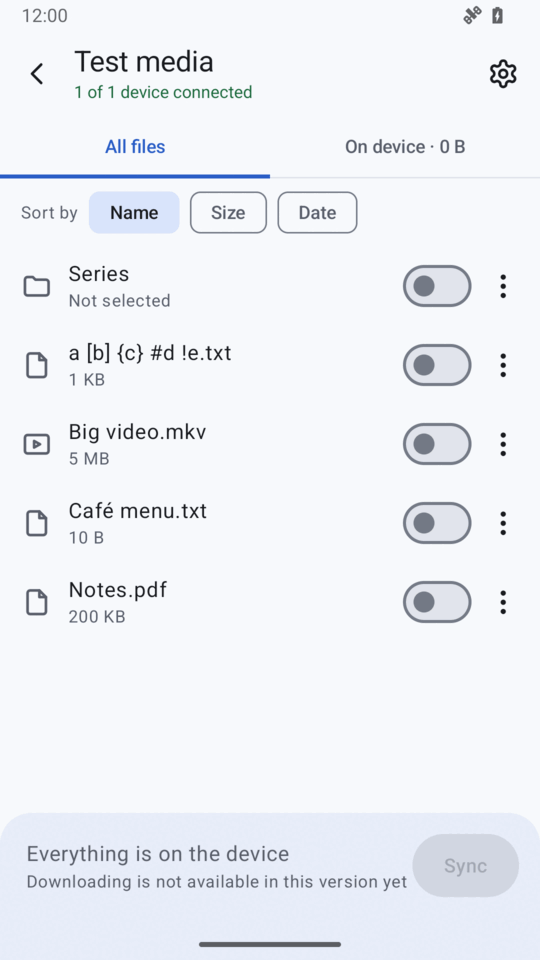 12:00
Test media
1 of 1 device connected
All files
On device · 0 B
Sort by
Name
Size
Date
Series
Not selected
a [b] {c} #d !e.txt
1 KB
Big video.mkv
5 MB
Café menu.txt
10 B
Notes.pdf
200 KB
Everything is on the device
Downloading is not available in this version yet
Sync